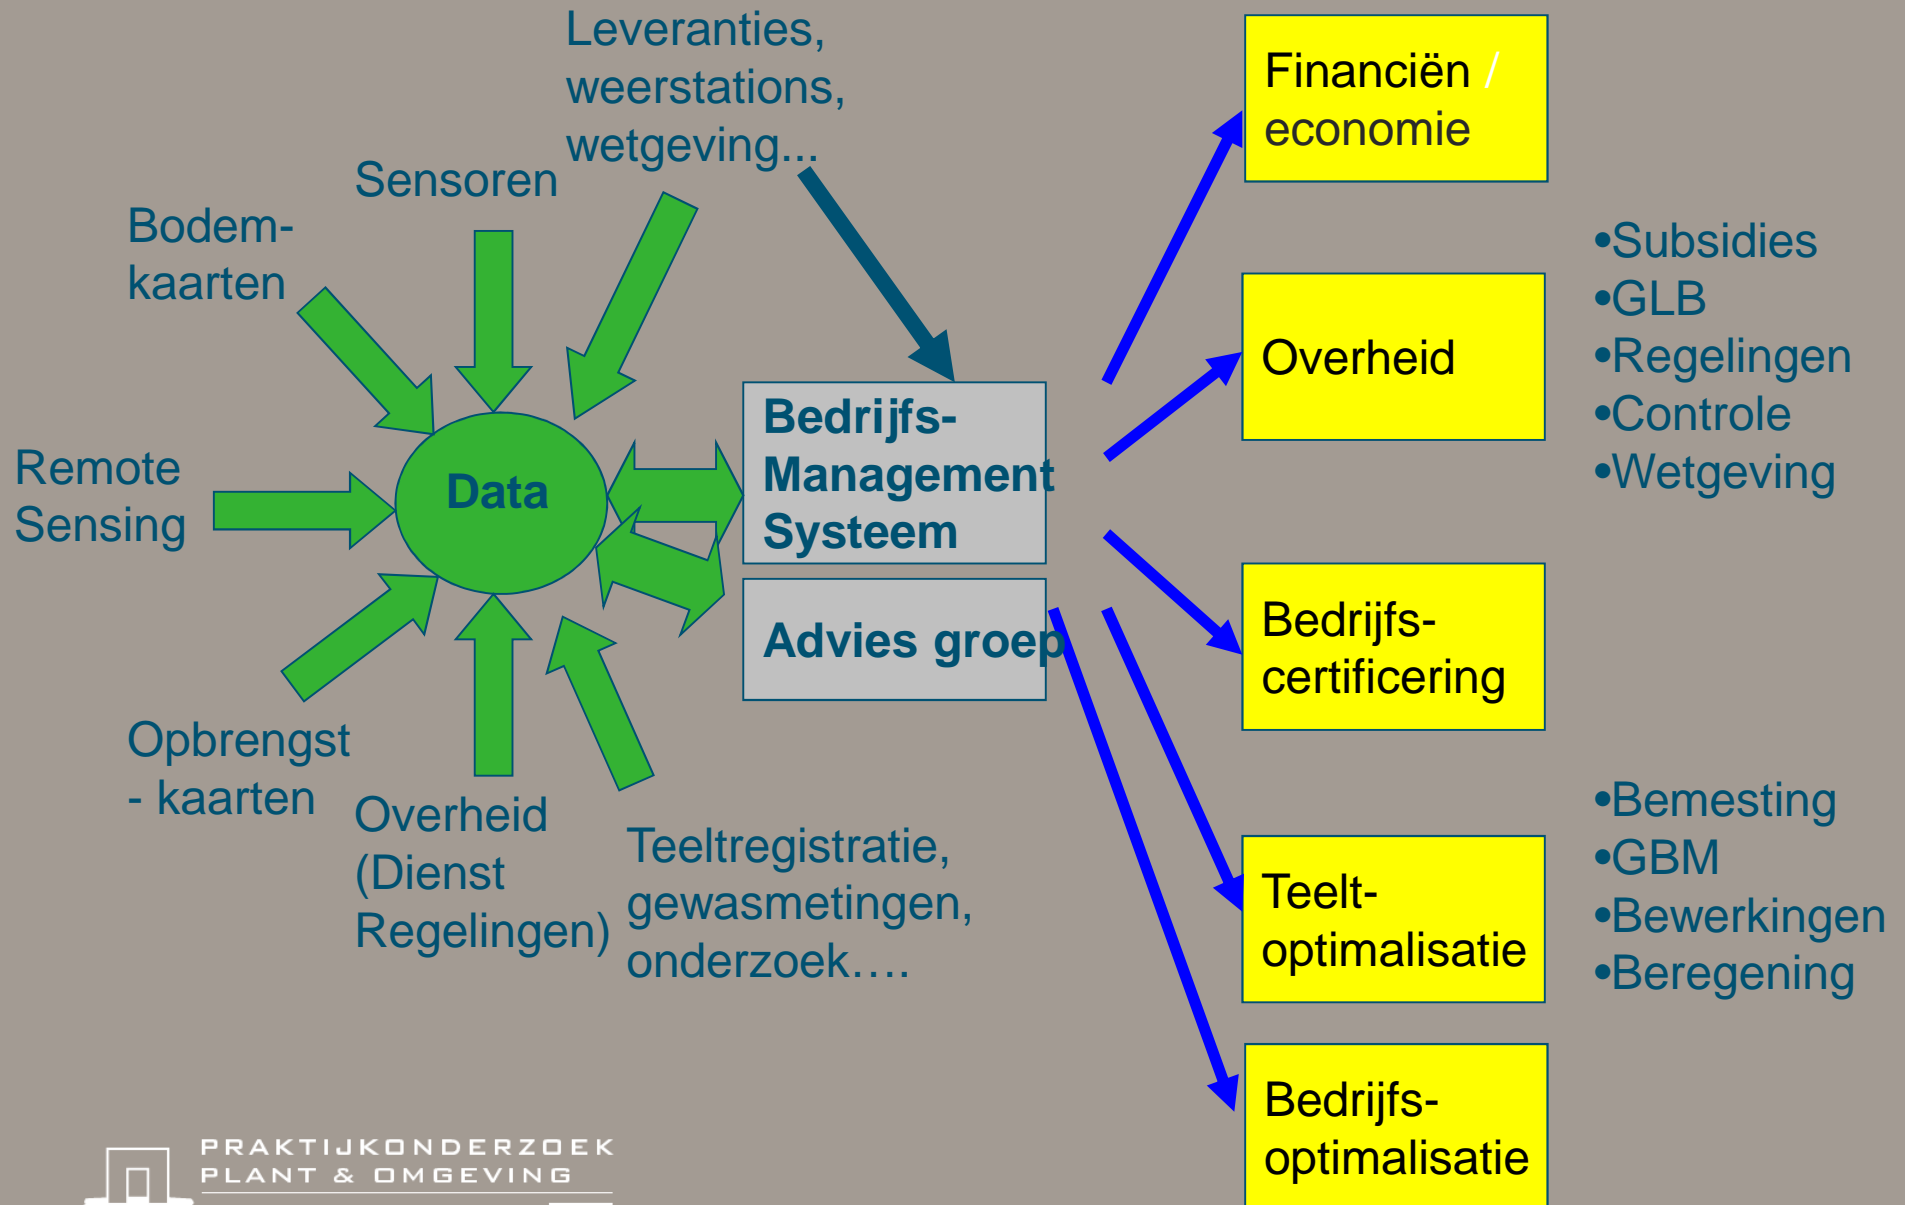 Leveranties,
weerstations,
wetgeving...
Sensoren
Bodem-
kaarten
Remote
Sensing
Data
Opbrengst
- kaarten
Overheid
(Dienst
Regelingen)
Teeltregistratie,
gewasmetingen,
onderzoek….
Bedrijfs-
Management
Systeem
Advies groep
Financiën /
economie
Overheid
•Subsidies
•GLB
•Regelingen
•Controle
•Wetgeving
Bedrijfs-
certificering
Teelt-
optimalisatie
•Bemesting
•GBM
•Bewerkingen
•Beregening
Bedrijfs-
optimalisatie
PRAKTIJKONDERZOEK
PLANT & OMGEVING